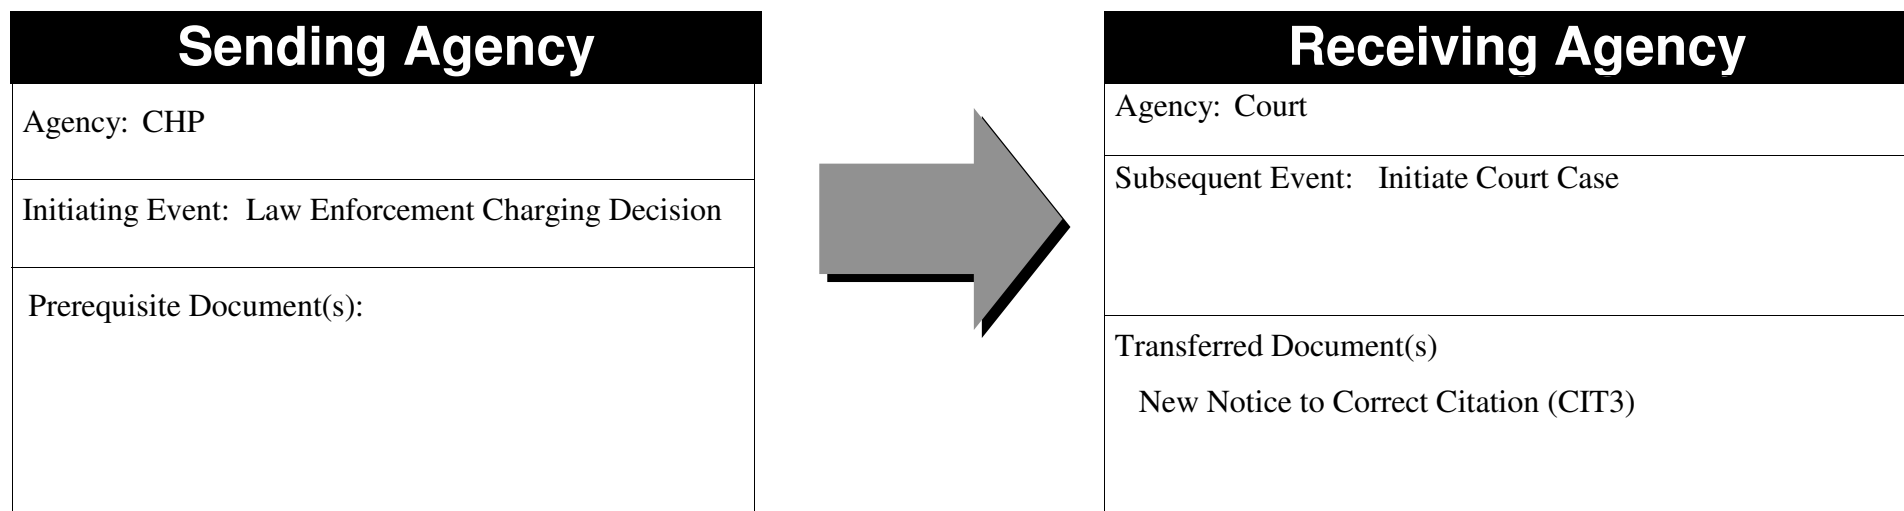 Sending Agency
Agency: CHP
Initiating Event: Law Enforcement Charging Decision
Prerequisite Document(s):
Receiving Agency
Agency: Court
Subsequent Event: Initiate Court Case
Transferred Document(s)
New Notice to Correct Citation (CIT3)